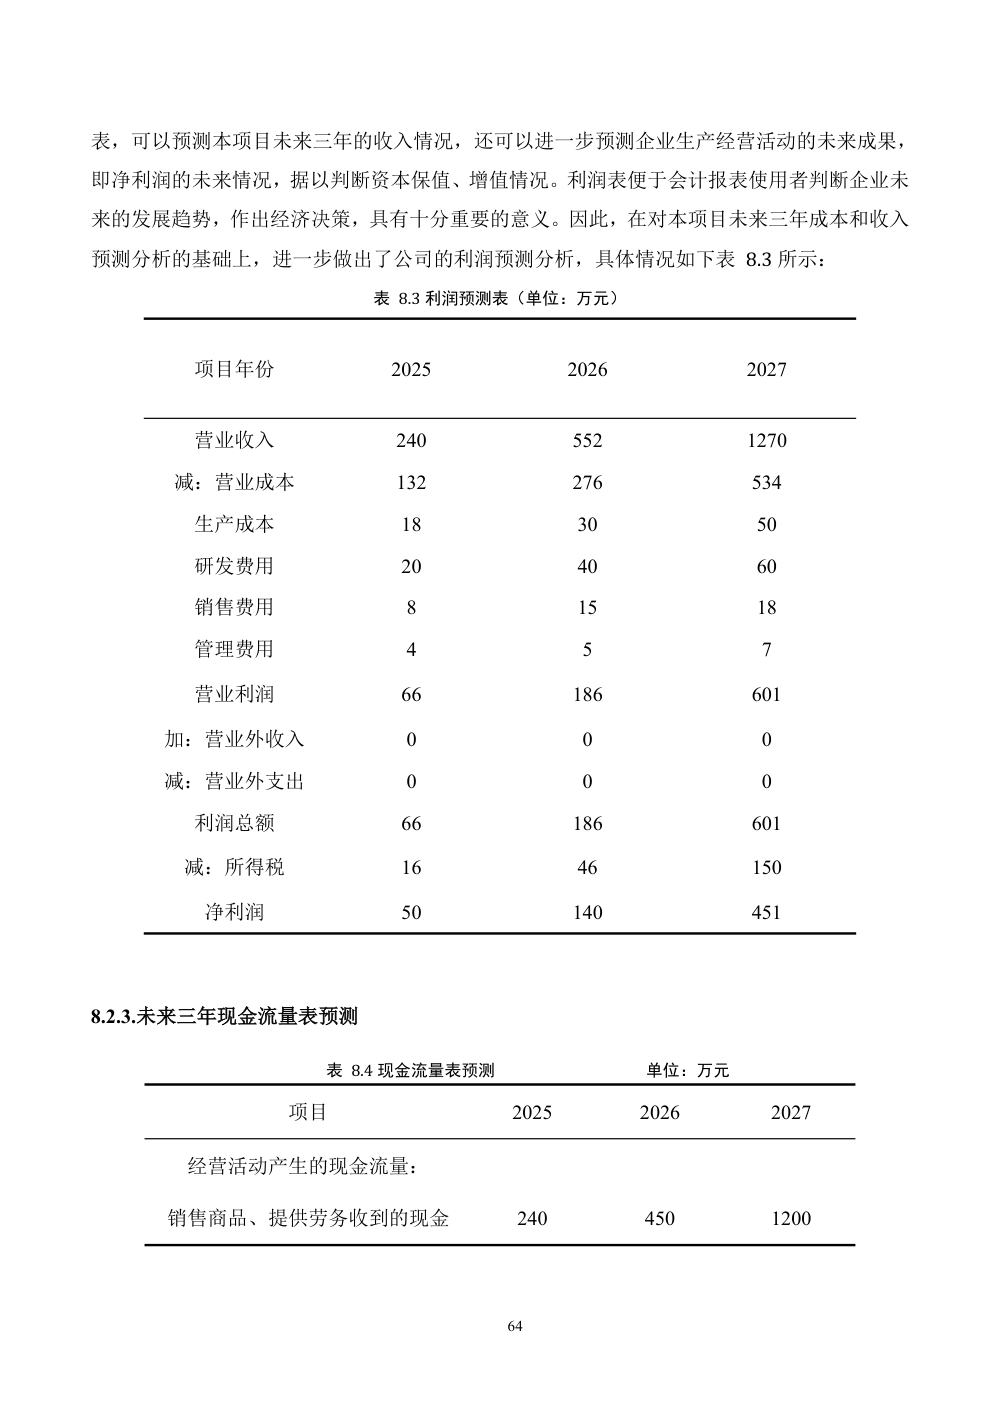 表，可以预测本项目未来三年的收入情况，还可以进一步预测企业生产经营活动的未来成果，
即净利润的未来情况，据以判断资本保值、增值情况。利润表便于会计报表使用者判断企业未
来的发展趋势，作出经济决策，具有十分重要的意义。因此，在对本项目未来三年成本和收入
预测分析的基础上，进一步做出了公司的利润预测分析，具体情况如下表 8.3 所示：
表 8.3 利润预测表（单位：万元）
项目年份 2025 2026 2027
营业收入 240 552 1270
减：营业成本 132 276 534
生产成本 18 30 50
研发费用 20 40 60
销售费用 8 15 18
管理费用 4 5 7
营业利润 66 186 601
加：营业外收入 0 0 0
减：营业外支出 0 0 0
利润总额 66 186 601
减：所得税 16 46 150
净利润 50 140 451
8.2.3.未来三年现金流量表预测
表 8.4 现金流量表预测 单位：万元
项目 2025 2026 2027
经营活动产生的现金流量：
销售商品、提供劳务收到的现金 240 450 1200
64